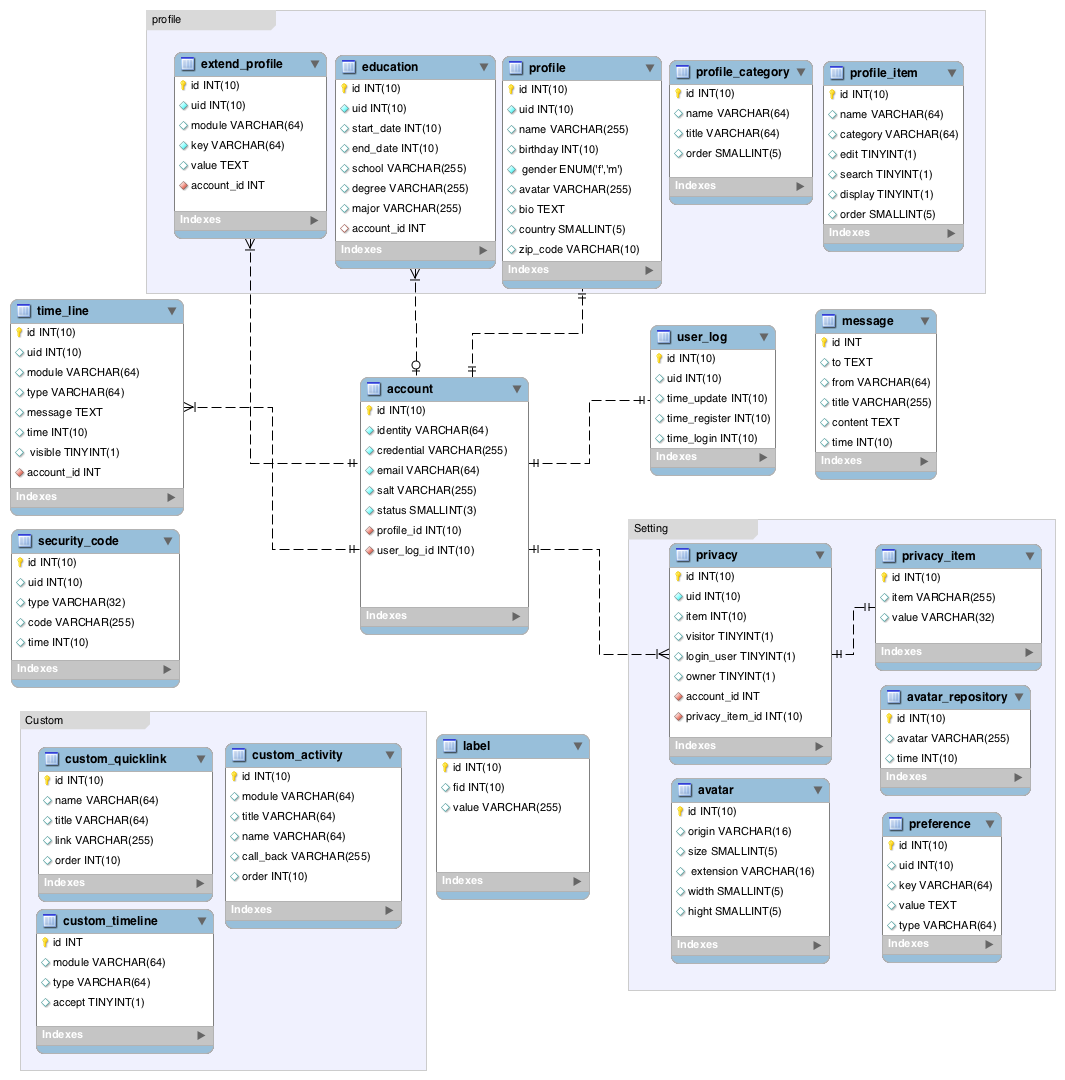 profile
extend_profile
id INT(10)
uid INT(10)
module VARCHAR(64)
key VARCHAR(64)
value TEXT
account_id INT
Indexes
education
id INT(10)
uid INT(10)
start_date INT(10)
end_date INT(10)
school VARCHAR(255)
degree VARCHAR(255)
major VARCHAR(255)
account_id INT
Indexes
profile
id INT(10)
uid INT(10)
name VARCHAR(255)
birthday INT(10)
gender ENUM('f','m')
avatar VARCHAR(255)
bio TEXT
country SMALLINT(5)
zip_code VARCHAR(10)
Indexes
profile_category
id INT(10)
name VARCHAR(64)
title VARCHAR(64)
order SMALLINT(5)
Indexes
profile_item
id INT(10)
name VARCHAR(64)
category VARCHAR(64)
edit TINYINT(1)
search TINYINT(1)
display TINYINT(1)
order SMALLINT(5)
Indexes
time_line
id INT(10)
uid INT(10)
module VARCHAR(64)
type VARCHAR(64)
message TEXT
time INT(10)
visible TINYINT(1)
account_id INT
Indexes
account
id INT(10)
identity VARCHAR(64)
credential VARCHAR(255)
email VARCHAR(64)
salt VARCHAR(255)
status SMALLINT(3)
profile_id INT(10)
user_log_id INT(10)
Indexes
user_log
id INT(10)
uid INT(10)
time_update INT(10)
time_register INT(10)
time_login INT(10)
Indexes
message
id INT
to TEXT
from VARCHAR(64)
title VARCHAR(255)
content TEXT
time INT(10)
Indexes
security_code
id INT(10)
uid INT(10)
type VARCHAR(32)
code VARCHAR(255)
time INT(10)
Indexes
Setting
privacy
id INT(10)
uid INT(10)
item INT(10)
visitor TINYINT(1)
login_user TINYINT(1)
owner TINYINT(1)
account_id INT
privacy_item_id INT(10)
Indexes
privacy_item
id INT(10)
item VARCHAR(255)
value VARCHAR(32)
Indexes
avatar_repository
id INT(10)
avatar VARCHAR(255)
time INT(10)
Indexes
avatar
id INT(10)
origin VARCHAR(16)
size SMALLINT(5)
extension VARCHAR(16)
width SMALLINT(5)
hight SMALLINT(5)
Indexes
preference
id INT(10)
uid INT(10)
key VARCHAR(64)
value TEXT
type VARCHAR(64)
Indexes
Custom
custom_quicklink
id INT(10)
name VARCHAR(64)
title VARCHAR(64)
link VARCHAR(255)
order INT(10)
Indexes
custom_activity
id INT(10)
module VARCHAR(64)
title VARCHAR(64)
name VARCHAR(64)
call_back VARCHAR(255)
order INT(10)
Indexes
label
id INT(10)
fid INT(10)
value VARCHAR(255)
Indexes
custom_timeline
id INT
module VARCHAR(64)
type VARCHAR(64)
accept TINYINT(1)
Indexes